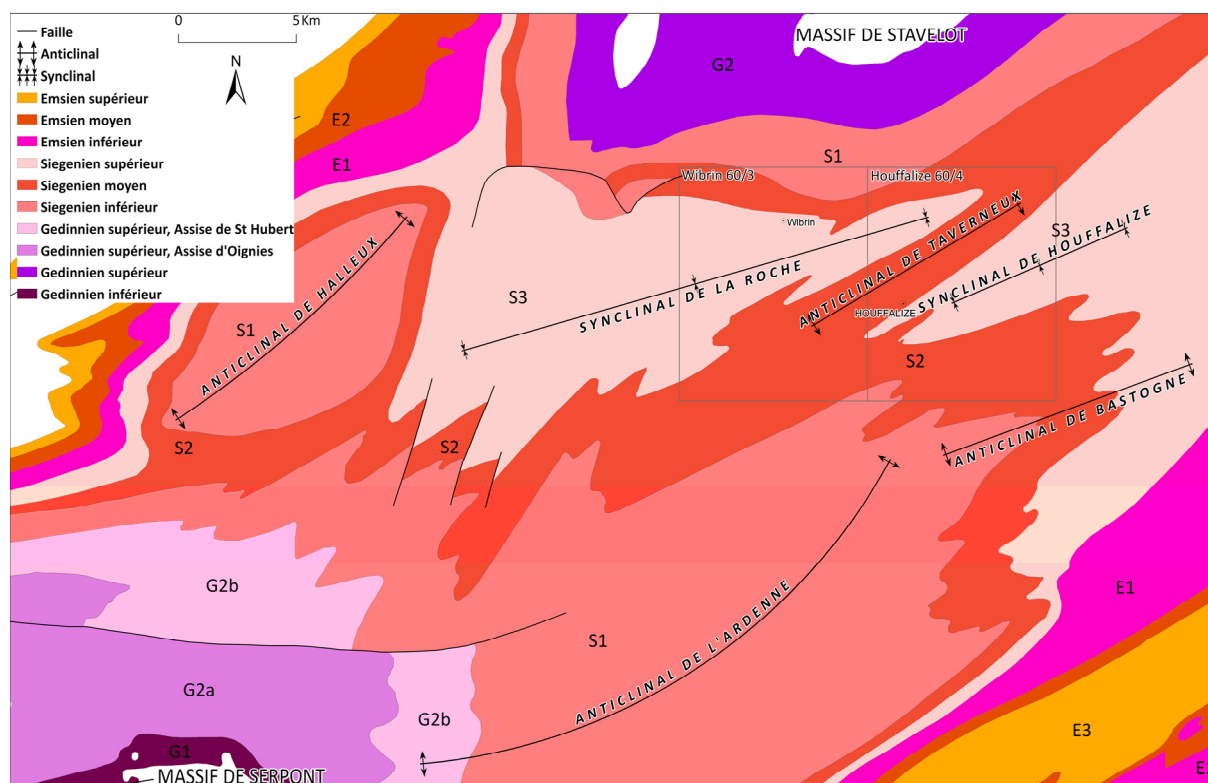 0 5 Km
Faille
Anticlinal
Synclinal
Emsien supérieur
Emsien moyen
Emsien inférieur
Siegenien supérieur
Siegenien moyen
Siegenien inférieur
Gedinnien supérieur, Assise de St Hubert
Gedinnien supérieur, Assise d'Oignies
Gedinnien supérieur
Gedinnien inférieur
N
MASSIF DE STAVELOT
G2
E2
E1
S1
Wibrin 60/3
Houffalize 60/4
Wibrin
S3
S3
SYNCLINAL DE LA ROCHE
ANTICLINAL DE TAVERNEUX
SYNCLINAL DE HOUFFALIZE
HOUFFALIZE
S1
ANTICLINAL DE HALLEUX
S2
S2
S2
ANTICLINAL DE BASTOGNE
G2b
E1
S1
ANTICLINAL DE L'ARDENNE
G2a
G2b
G1
MASSIF DE SERPONT
E3